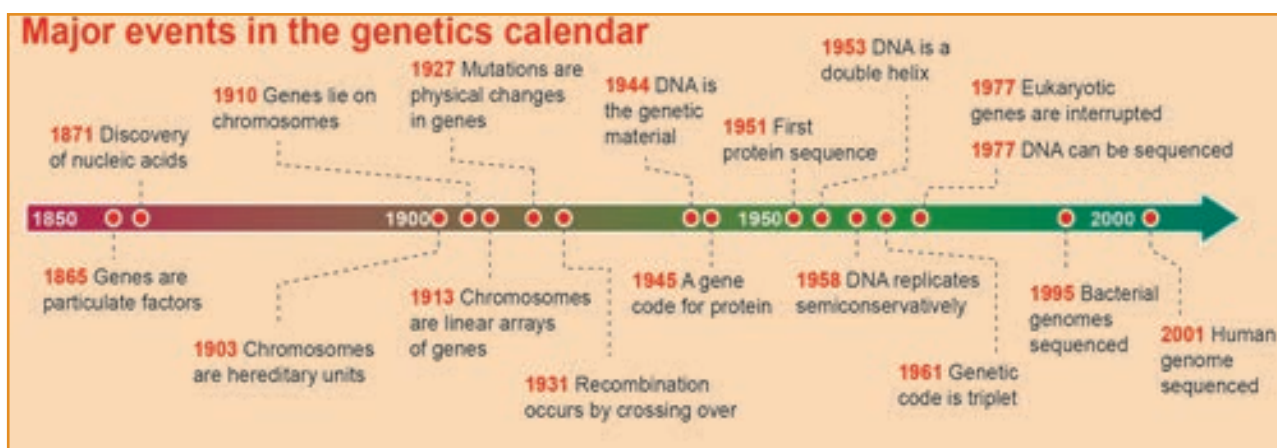 Major events in the genetics calendar
1871 Discovery
of nucleic acids
1910 Genes lie on
chromosomes
1927 Mutations are
physical changes
in genes
1944 DNA is
the genetic
material
1951 First
protein sequence
1953 DNA is a
double helix
1977 Eukaryotic
genes are interrupted
1977 DNA can be sequenced
1850
1900
1950
2000
1865 Genes are
particulate factors
1903 Chromosomes
are hereditary units
1913 Chromosomes
are linear arrays
of genes
1931 Recombination
occurs by crossing over
1945 A gene
code for protein
1958 DNA replicates
semiconservatively
1961 Genetic
code is triplet
1995 Bacterial
genomes
sequenced
2001 Human
genome
sequenced